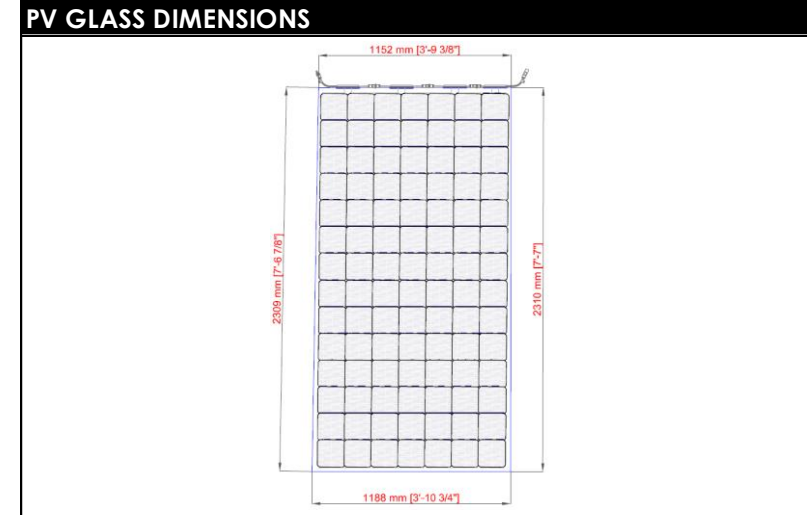 PV GLASS DIMENSIONS
1152 mm [3'-9 3/8"]
2309 mm [7'-6 7/8"]
2310 mm [7'-7"]
1188 mm [3'-10 3/4"]